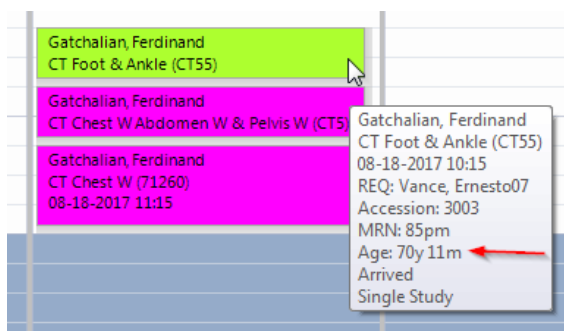 Gatchalian, Ferdinand
CT Foot & Ankle (CT55)
Gatchalian, Ferdinand
CT Chest W Abdomen W & Pelvis W (CT5)
Gatchalian, Ferdinand
CT Chest W (71260)
08-18-2017 11:15
Gatchalian, Ferdinand
CT Foot & Ankle (CT55)
08-18-2017 10:15
REQ: Vance, Ernesto07
Accession: 3003
MRN: 85pm
Age: 70y 11m
Arrived
Single Study